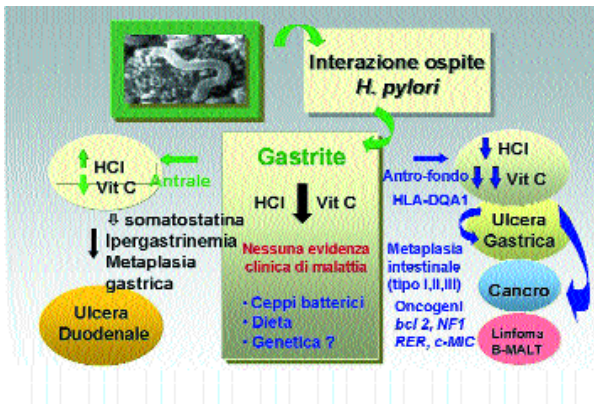 Interazione ospite
H. pylori
HCl
Vit C
Antrale
somatostatina
Ipergastrinemia
Metaplasia
gastrica
Ulcera
Duodenale
Gastrite
HCl Vit C
Nessuna evidenza
clinica di malattia
• Ceppi batterici
• Dieta
• Genetica ?
Antro-fondo
HLA-DQA1
Metaplasia
intestinale
(tipo I,II,III)
Oncogeni
bcl 2, NF1
RER, c-MIC
HCl
Vit C
Ulcera
Gastrica
Cancro
Linfoma
B-MALT